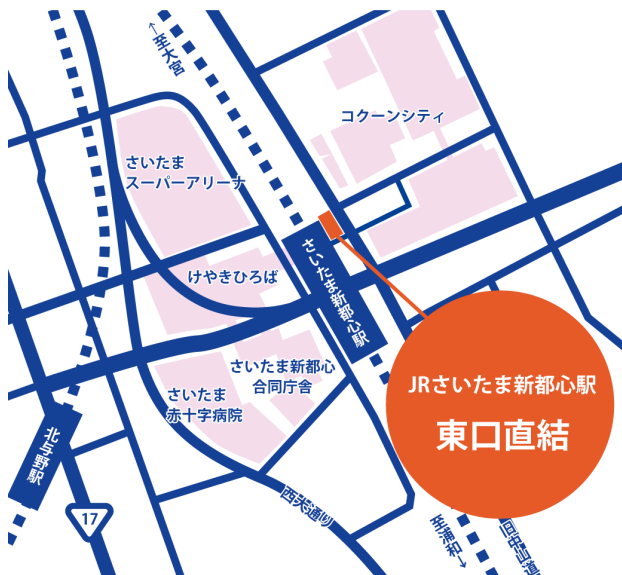 ←至大宮
コクーンシティ
さいたま
スーパーアリーナ
けやきひろば
さいたま新都心駅
さいたま新都心
合同庁舎
さいたま
赤十字病院
JRさいたま新都心駅
東口直結
北与野駅
17
西大通り
至浦和→
旧中山道